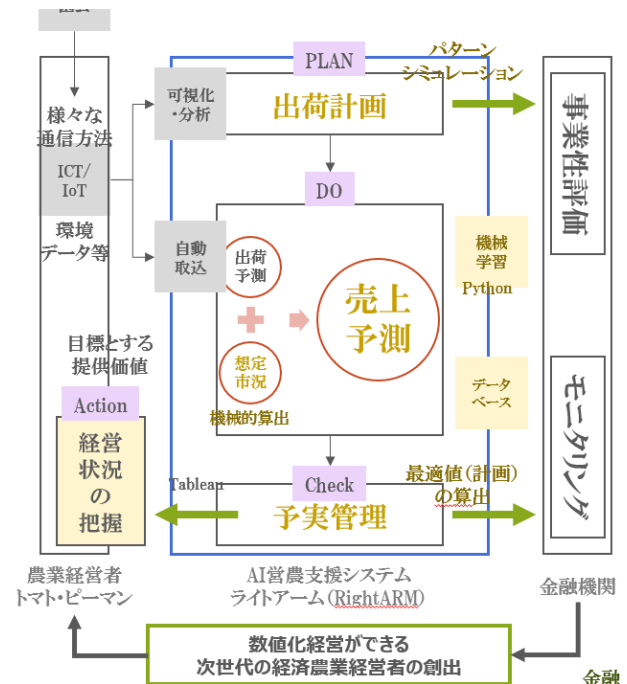 PLAN
パターン
シミュレーション
様々な
通信方法
ICT/
IoT
環境
データ等
可視化
・分析
出荷計画
DO
自動
取込
出荷
予測
想定
市況
機械的算出
売上
予測
機械
学習
Python
データ
ベース
事業性評価
モニタリング
目標とする
提供価値
Action
経営
状況
の
把握
Tableau
Check
予実管理
最適値(計画)
の算出
農業経営者
トマト・ピーマン
AI営農支援システム
ライトアーム(RightARM)
金融機関
数値化経営ができる
次世代の経済農業経営者の創出
金融